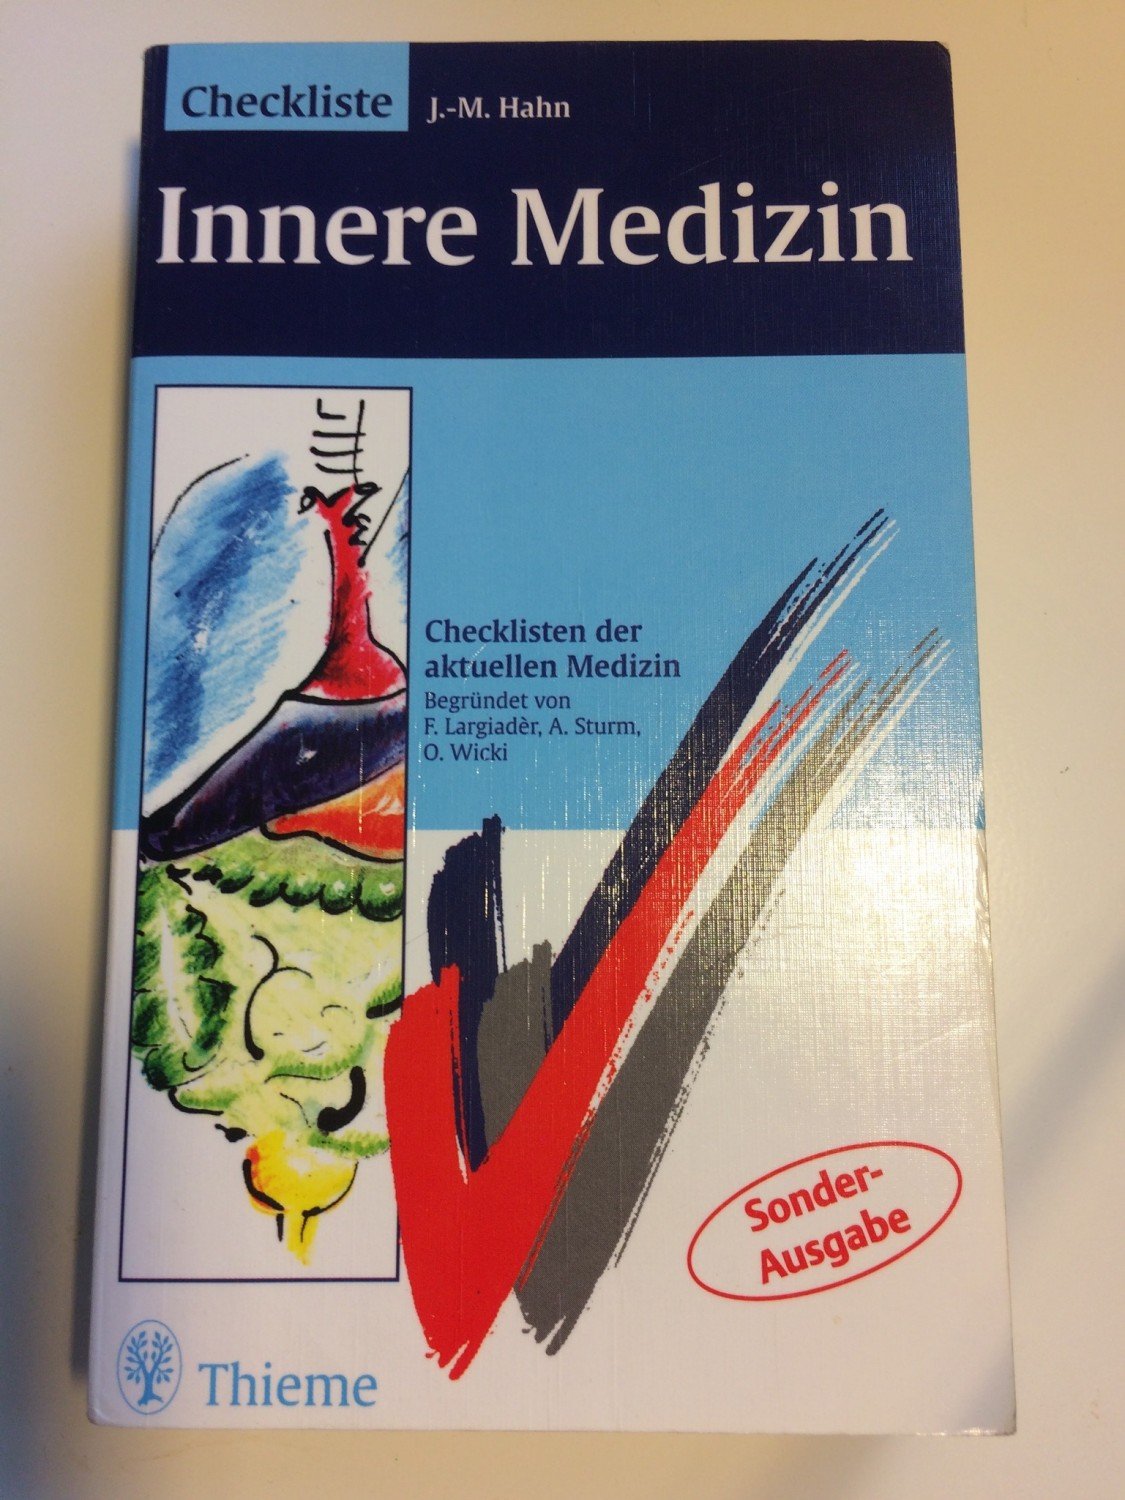 Checkliste
J.-M. Hahn
Innere Medizin
Checklisten der
aktuellen Medizin
Begründet von
F. Largiadèr, A. Sturm,
O. Wicki
Sonder-
Ausgabe
Thieme